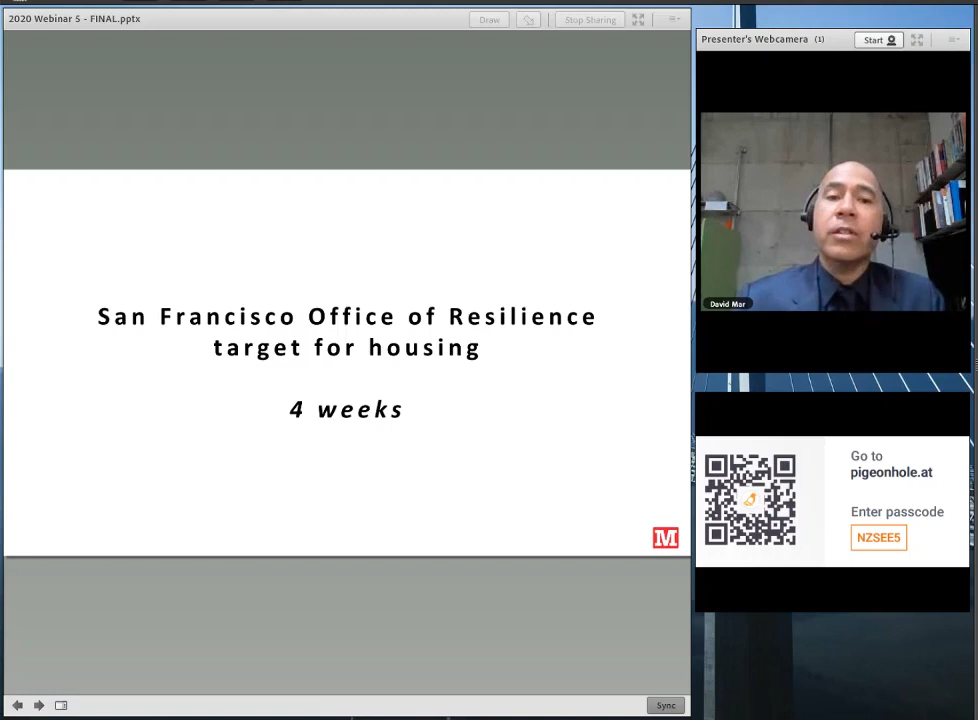 2020 Webinar 5 - FINAL.pptx
Draw
Stop Sharing
San Francisco Office of Resilience
target for housing
4 weeks
M
Sync
Presenter's Webcamera (1)
Start
David Mar
Go to
pigeonhole.at
Enter passcode
NZSEE5